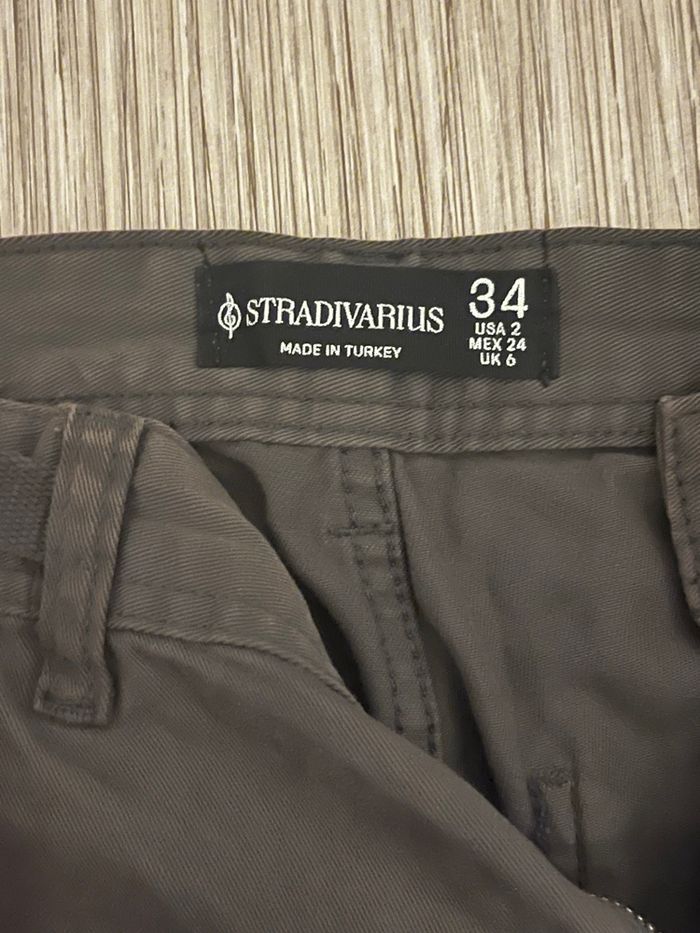 STRADIVARIUS
MADE IN TURKEY
34
USA 2
MEX 24
UK 6